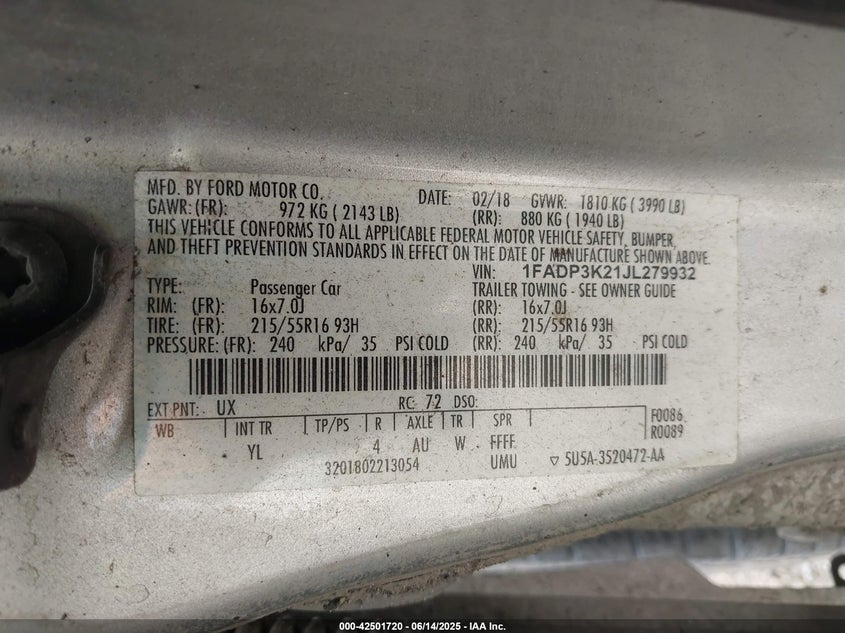 MFD. BY FORD MOTOR CO. DATE: 02/18 GVWR: 1810 KG ( 3990 LB)
GAWR:(FR): 972 KG ( 2143 LB) (RR): 880 KG ( 1940 LB)
THIS VEHICLE CONFORMS TO ALL APPLICABLE FEDERAL MOTOR VEHICLE SAFETY, BUMPER,
AND THEFT PREVENTION STANDARDS IN EFFECT ON THE DATE OF MANUFACTURE SHOWN ABOVE.
VIN: 1FADP3K21JL279932
TYPE: Passenger Car TRAILER TOWING - SEE OWNER GUIDE
RIM: (FR): 16x7.0J (RR): 16x7.0J
TIRE: (FR): 215/55R16 93H (RR): 215/55R16 93H
PRESSURE: (FR): 240 kPa/ 35 PSI COLD (RR): 240 kPa/ 35 PSI COLD
EXT PNT: UX RC: 72 DSO:
WB INT TR TP/PS R AXLE TR SPR F0086
YL 4 AU W FFFF R0089
3201802213054 UMU ▽ 5U5A-3520472-AA
000-42501720 - 06/14/2025 - IAA Inc.